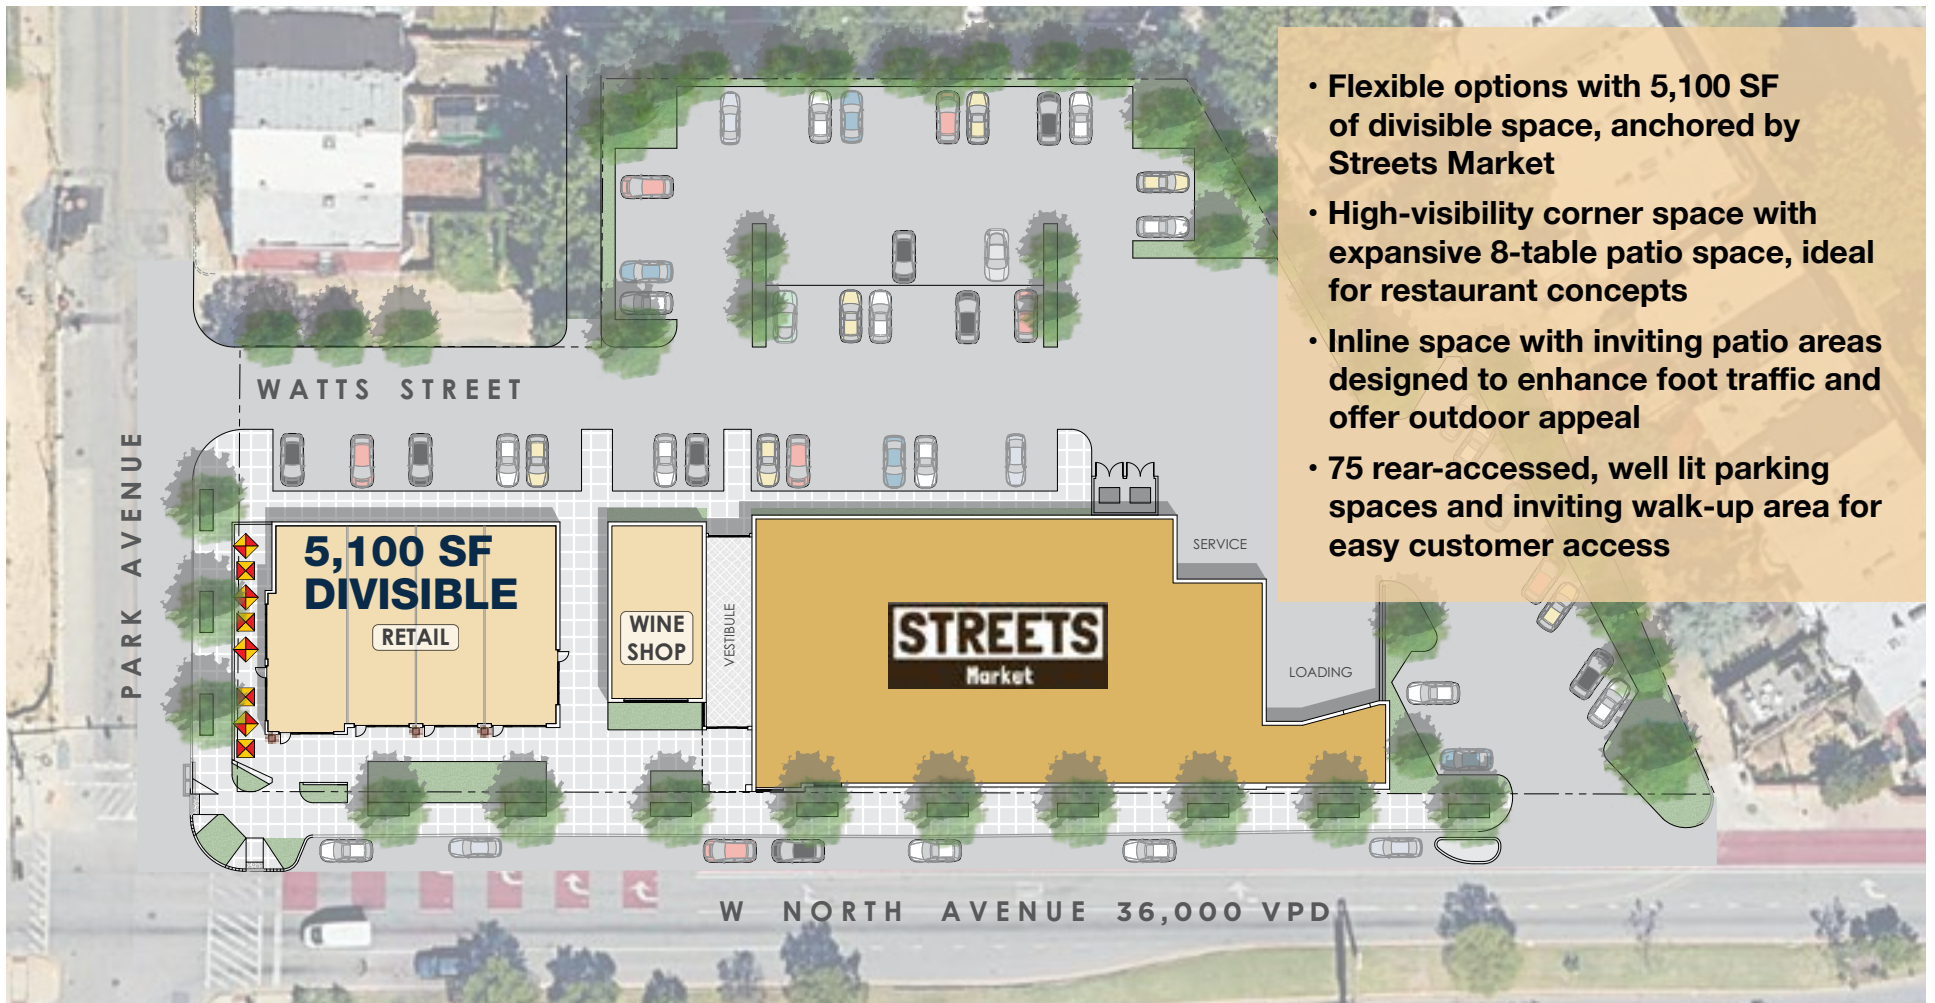 • Flexible options with 5,100 SF
of divisible space, anchored by
Streets Market
• High-visibility corner space with
expansive 8-table patio space, ideal
for restaurant concepts
• Inline space with inviting patio areas
designed to enhance foot traffic and
offer outdoor appeal
• 75 rear-accessed, well lit parking
spaces and inviting walk-up area for
easy customer access
WATTS STREET
PARK AVENUE
5,100 SF
DIVISIBLE
RETAIL
WINE
SHOP
VESTIBULE
STREETS
Market
SERVICE
LOADING
W NORTH AVENUE 36,000 VPD